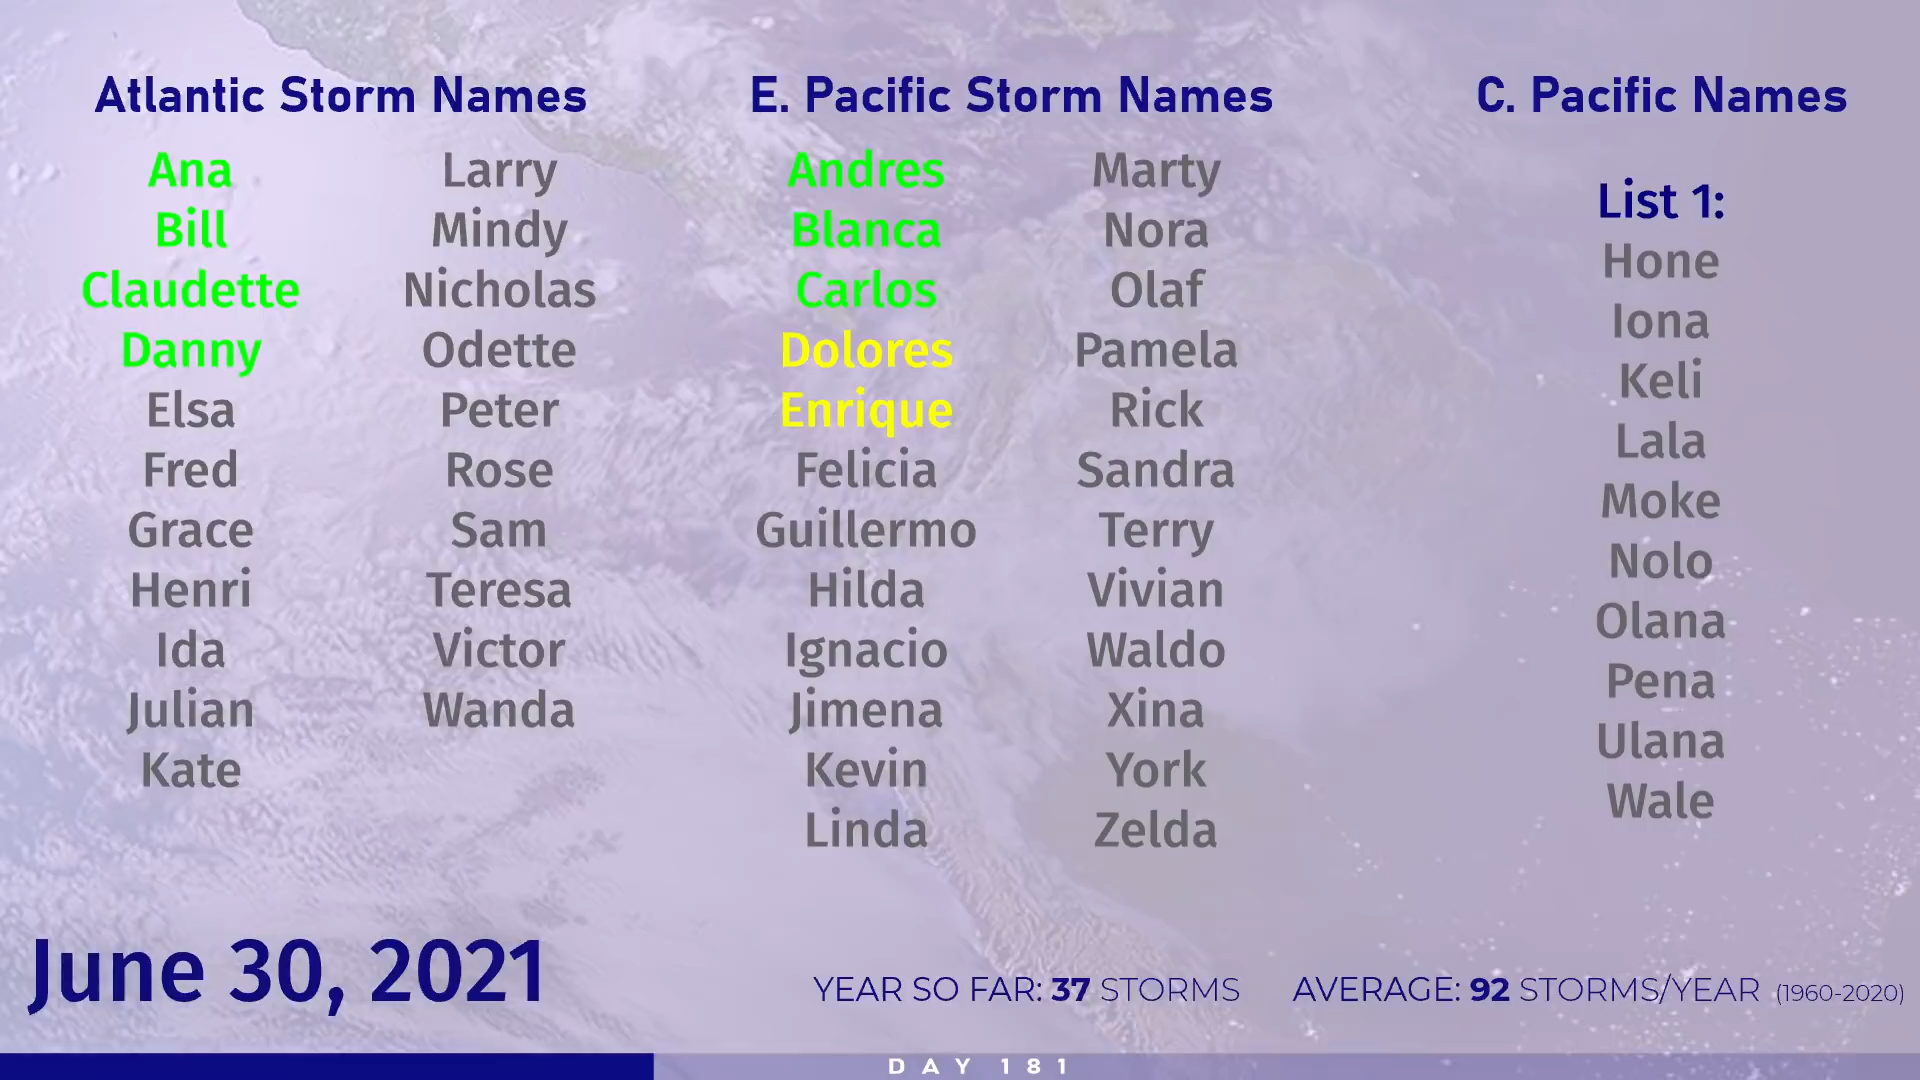 Atlantic Storm Names
Ana
Bill
Claudette
Danny
Elsa
Fred
Grace
Henri
Ida
Julian
Kate
Larry
Mindy
Nicholas
Odette
Peter
Rose
Sam
Teresa
Victor
Wanda
E. Pacific Storm Names
Andres
Blanca
Carlos
Dolores
Enrique
Felicia
Guillermo
Hilda
Ignacio
Jimena
Kevin
Linda
Marty
Nora
Olaf
Pamela
Rick
Sandra
Terry
Vivian
Waldo
Xina
York
Zelda
C. Pacific Names
List 1:
Hone
Iona
Keli
Lala
Moke
Nolo
Olana
Pena
Ulana
Wale
June 30, 2021
YEAR SO FAR: 37 STORMS
AVERAGE: 92 STORMS/YEAR (1960-2020)
DAY 181